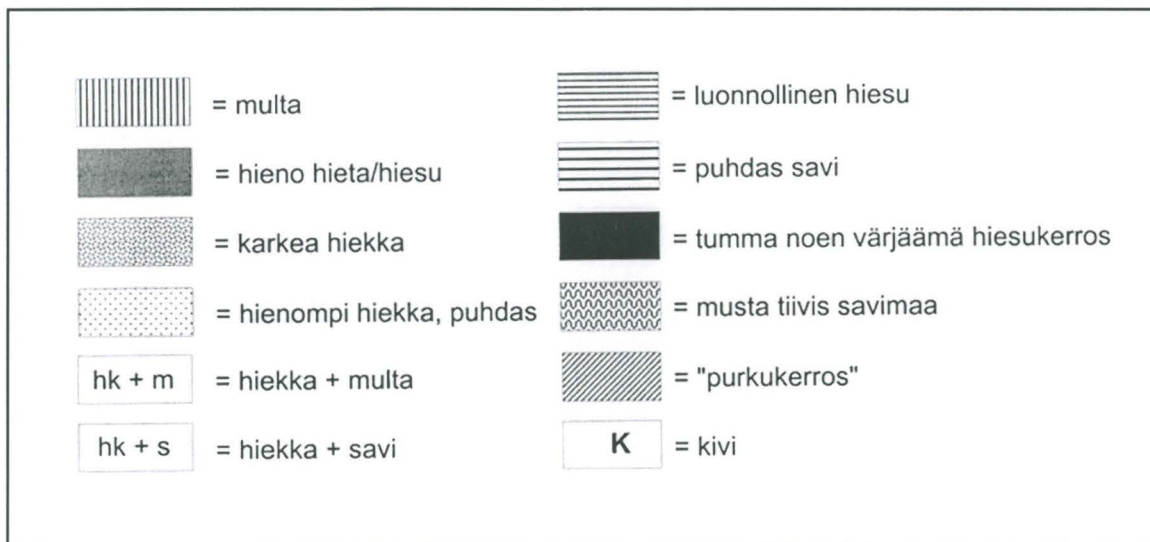 = multa
= hieno hieta/hiesu
= karkea hiekka
= hienompi hiekka, puhdas
hk + m = hiekka + multa
hk + s = hiekka + savi
= luonnollinen hiesu
= puhdas savi
= tumma noen värjäämä hiesukerros
= musta tiivis savimaa
= "purkukerros"
K = kivi